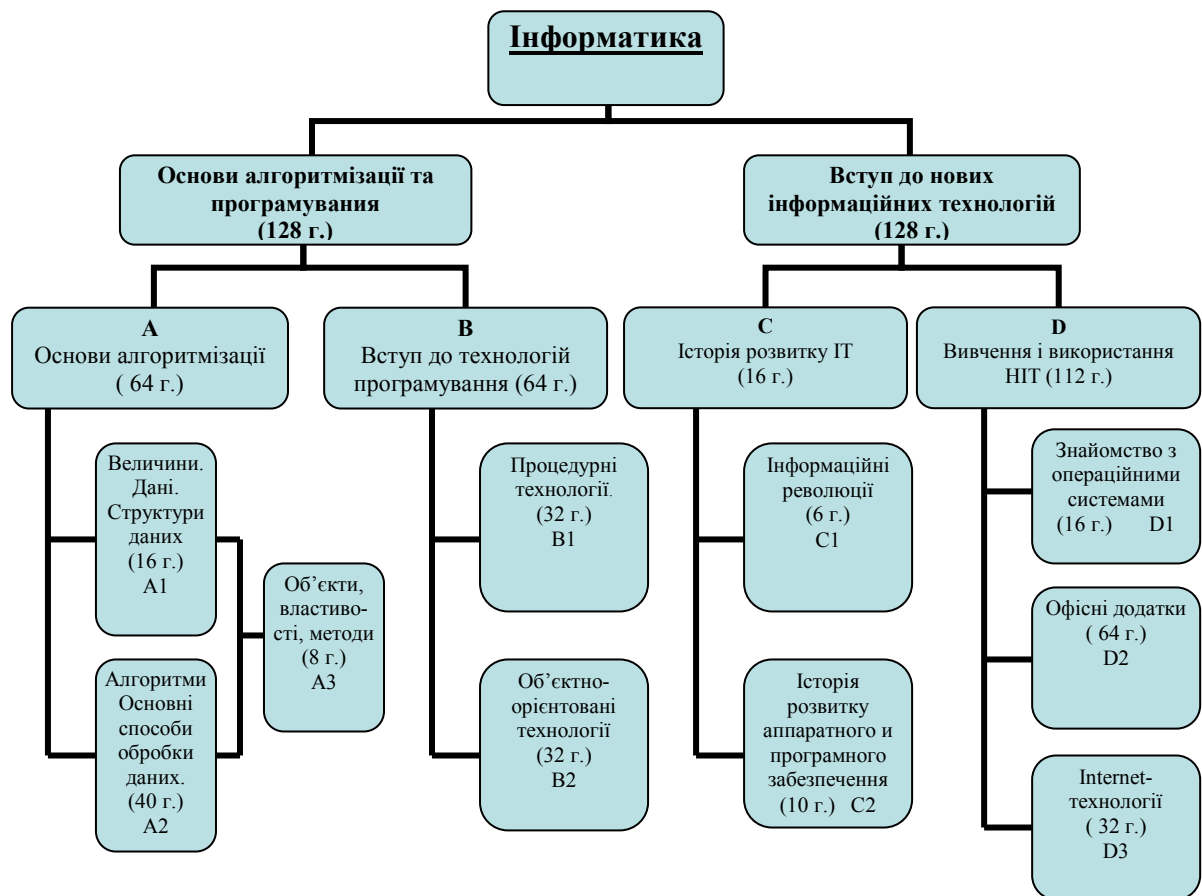 Інформатика
Основи алгоритмізації та
програмування
(128 г.)
Вступ до нових
інформаційних технологій
(128 г.)
A
Основи алгоритмізації
( 64 г.)
B
Вступ до технологій
програмування (64 г.)
C
Історія розвитку ІТ
(16 г.)
D
Вивчення і використання
НІТ (112 г.)
Величини.
Дані.
Структури
даних
(16 г.)
A1
Алгоритми
Основні
способи
обробки
даних.
(40 г.)
A2
Об’єкти,
властиво-
сті, методи
(8 г.)
A3
Процедурні
технології.
(32 г.)
B1
Об’єктно-
орієнтовані
технології
(32 г.)
B2
Інформаційні
революції
(6 г.)
C1
Історія
розвитку
аппаратного и
програмного
забезпечення
(10 г.) C2
Знайомство з
операційними
системами
(16 г.) D1
Офісні додатки
( 64 г.)
D2
Internet-
технології
( 32 г.)
D3